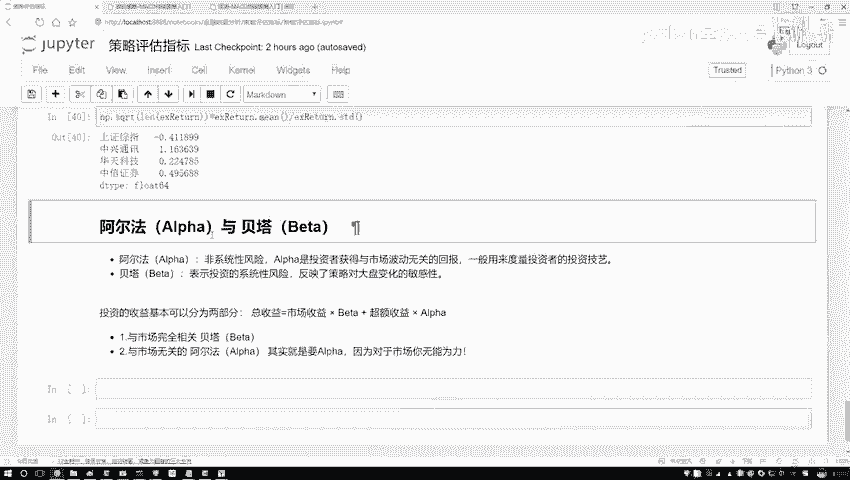 策略评估指标
http://localhost:8888/notebooks/
jupyter 策略评估指标 Last Checkpoint: 2 hours ago (autosaved)
Logout
File Edit View Insert Cell Kernel Widgets Help
Trusted
Python 3
Markdown
In [40]: np.sqrt(len(exReturn))*exReturn.mean()/exReturn.std()
Out[40]: 上证综指 -0.411899
中兴通讯 1.163639
华天科技 0.224785
中信证券 0.495688
dtype: float64
阿尔法（Alpha）与 贝塔（Beta） ¶
阿尔法（Alpha）：非系统性风险，Alpha是投资者获得与市场波动无关的回报，一般用来度量投资者的投资技艺。
贝塔（Beta）：表示投资的系统性风险，反映了策略对大盘变化的敏感性。
投资的收益基本可以分为两部分： 总收益=市场收益 × Beta + 超额收益 × Alpha
1.与市场完全相关 贝塔（Beta）
2.与市场无关的 阿尔法（Alpha） 其实就是要Alpha，因为对于市场你无能为力！
In [ ]:
In [ ]: